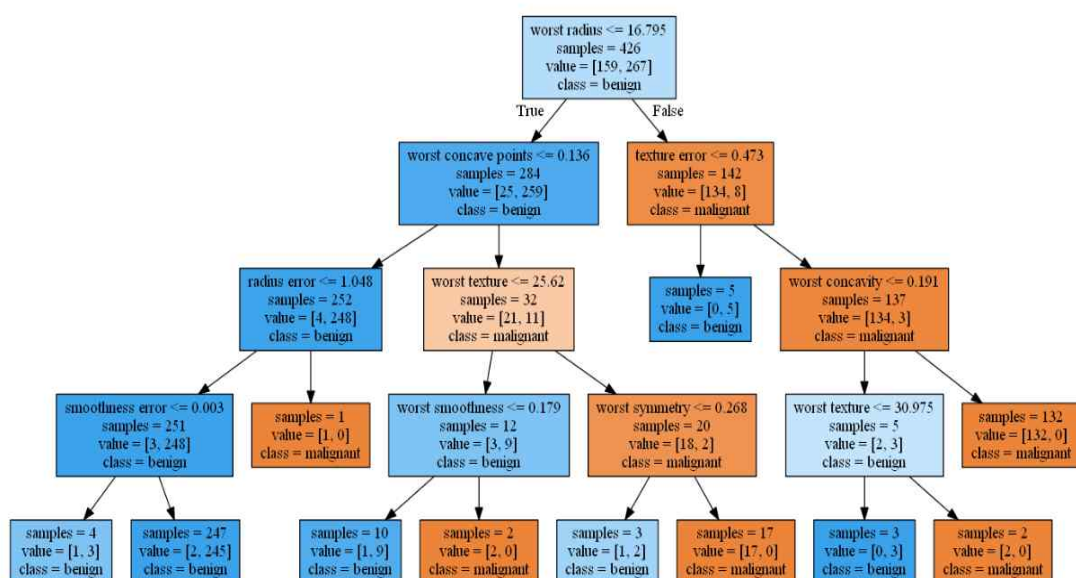 worst radius <= 16.795
samples = 426
value = [159, 267]
class = benign
True
False
worst concave points <= 0.136
samples = 284
value = [25, 259]
class = benign
texture error <= 0.473
samples = 142
value = [134, 8]
class = malignant
radius error <= 1.048
samples = 252
value = [4, 248]
class = benign
worst texture <= 25.62
samples = 32
value = [21, 11]
class = malignant
samples = 5
value = [0, 5]
class = benign
worst concavity <= 0.191
samples = 137
value = [134, 3]
class = malignant
smoothness error <= 0.003
samples = 251
value = [3, 248]
class = benign
samples = 1
value = [1, 0]
class = malignant
worst smoothness <= 0.179
samples = 12
value = [3, 9]
class = benign
worst symmetry <= 0.268
samples = 20
value = [18, 2]
class = malignant
worst texture <= 30.975
samples = 5
value = [2, 3]
class = benign
samples = 132
value = [132, 0]
class = malignant
samples = 4
value = [1, 3]
class = benign
samples = 247
value = [2, 245]
class = benign
samples = 10
value = [1, 9]
class = benign
samples = 2
value = [2, 0]
class = malignant
samples = 3
value = [1, 2]
class = benign
samples = 17
value = [17, 0]
class = malignant
samples = 3
value = [0, 3]
class = benign
samples = 2
value = [2, 0]
class = malignant